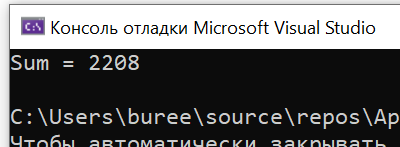 Консоль отладки Microsoft Visual Studio
Sum = 2208
C:\Users\buree\source\repos\Ap
Чтобы автоматически закрывать